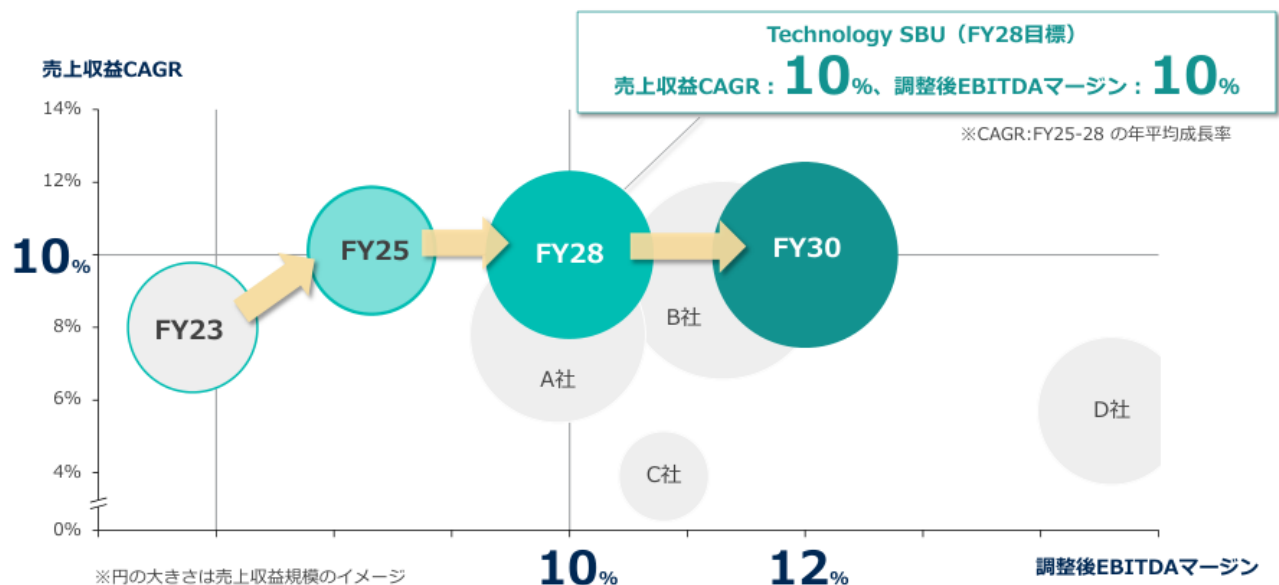 Technology SBU(FY28目標)
売上収益CAGR:10%、調整後EBITDAマージン:10%
売上収益CAGR
※CAGR:FY25-28 の年平均成長率
14%
12%
10%
8%
6%
4%
0%
FY23
FY25
FY28
FY30
A社
B社
C社
D社
10%
12%
調整後EBITDAマージン
※円の大きさは売上収益規模のイメージ